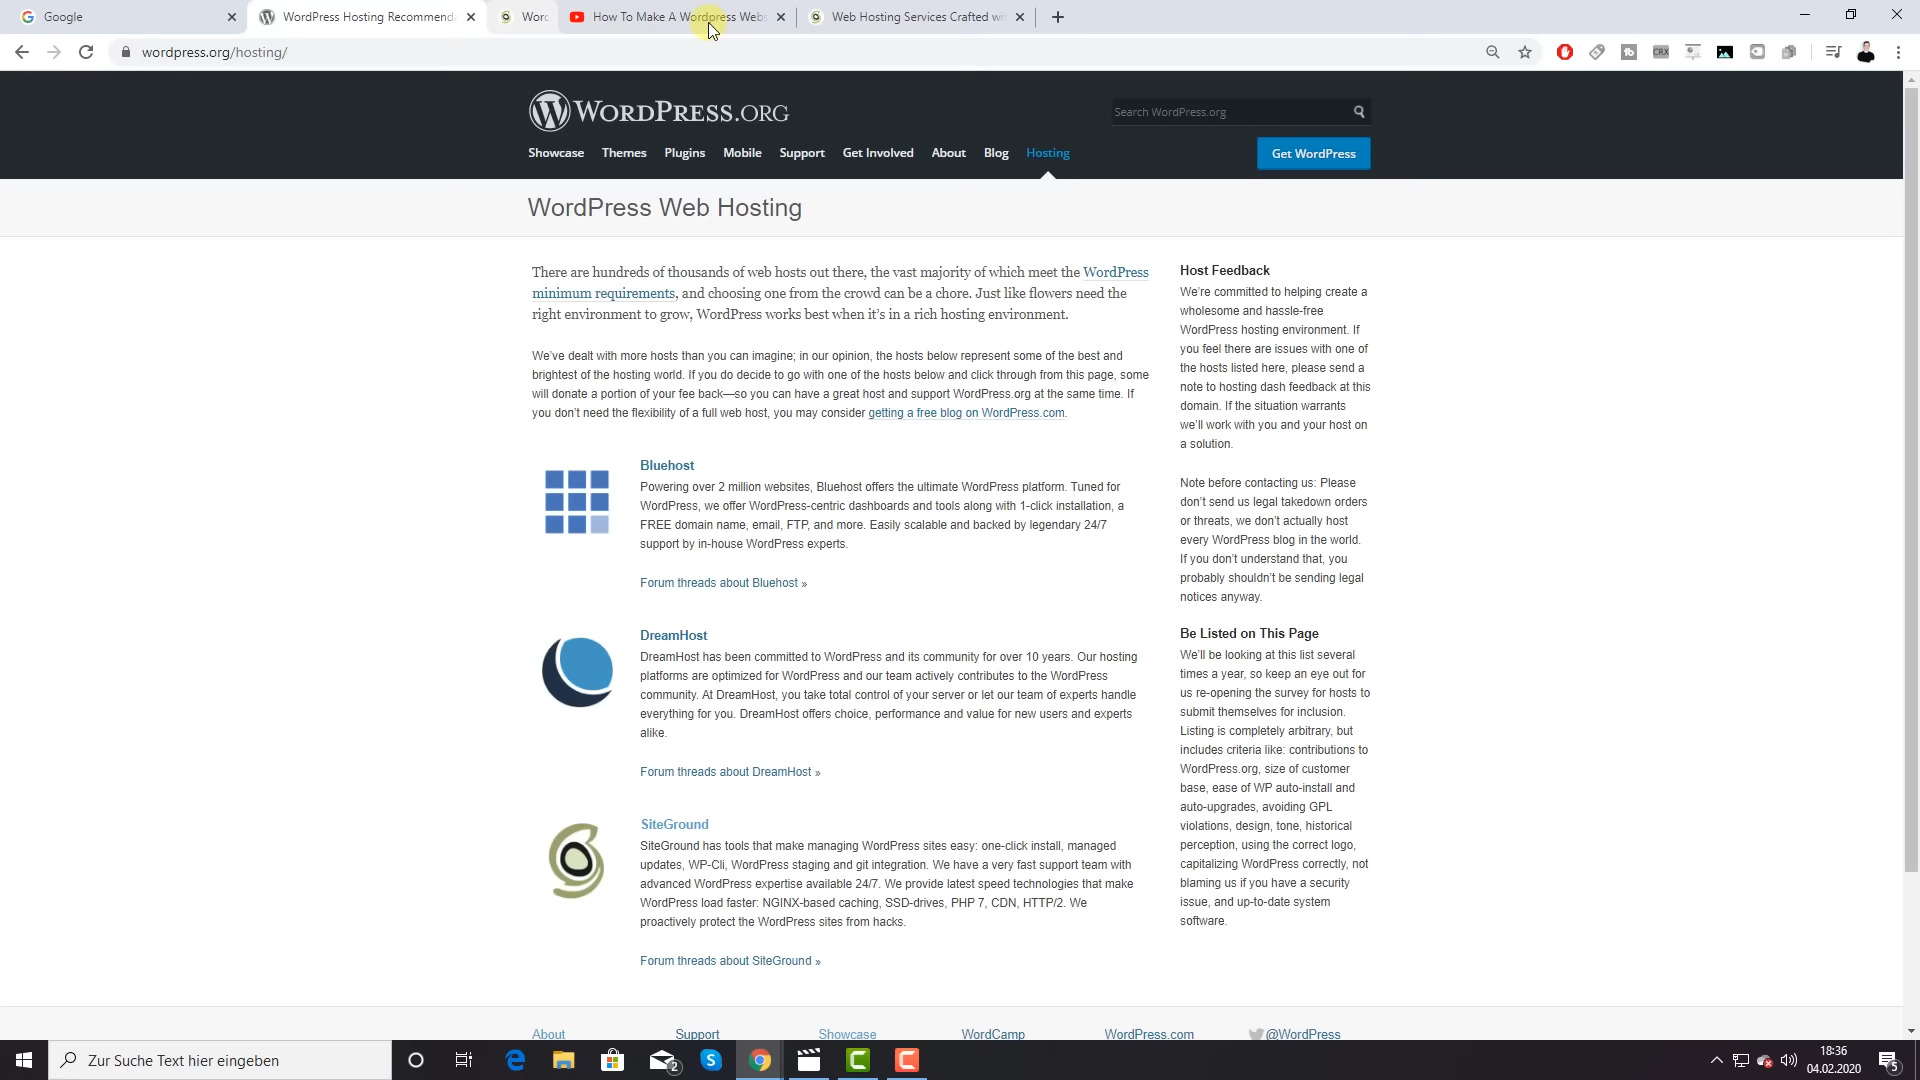 Google
WordPress Hosting Recommenda
Word
How To Make A Wordpress Webs
Web Hosting Services Crafted wi
wordpress.org/hosting/
WORDPRESS.ORG
Search WordPress.org
Showcase Themes Plugins Mobile Support Get Involved About Blog Hosting
Get WordPress
WordPress Web Hosting
There are hundreds of thousands of web hosts out there, the vast majority of which meet the WordPress
minimum requirements, and choosing one from the crowd can be a chore. Just like flowers need the
right environment to grow, WordPress works best when it's in a rich hosting environment.
We've dealt with more hosts than you can imagine; in our opinion, the hosts below represent some of the best and
brightest of the hosting world. If you do decide to go with one of the hosts below and click through from this page, some
will donate a portion of your fee back—so you can have a great host and support WordPress.org at the same time. If
you don't need the flexibility of a full web host, you may consider getting a free blog on WordPress.com.
Bluehost
Powering over 2 million websites, Bluehost offers the ultimate WordPress platform. Tuned for
WordPress, we offer WordPress-centric dashboards and tools along with 1-click installation, a
FREE domain name, email, FTP, and more. Easily scalable and backed by legendary 24/7
support by in-house WordPress experts.
Forum threads about Bluehost »
DreamHost
DreamHost has been committed to WordPress and its community for over 10 years. Our hosting
platforms are optimized for WordPress and our team actively contributes to the WordPress
community. At DreamHost, you take total control of your server or let our team of experts handle
everything for you. DreamHost offers choice, performance and value for new users and experts
alike.
Forum threads about DreamHost »
SiteGround
SiteGround has tools that make managing WordPress sites easy: one-click install, managed
updates, WP-Cli, WordPress staging and git integration. We have a very fast support team with
advanced WordPress expertise available 24/7. We provide latest speed technologies that make
WordPress load faster: NGINX-based caching, SSD-drives, PHP 7, CDN, HTTP/2. We
proactively protect the WordPress sites from hacks.
Forum threads about SiteGround »
Host Feedback
We're committed to helping create a
wholesome and hassle-free
WordPress hosting environment. If
you feel there are issues with one of
the hosts listed here, please send a
note to hosting dash feedback at this
domain. If the situation warrants
we'll work with you and your host on
a solution.
Note before contacting us: Please
don't send us legal takedown orders
or threats, we don't actually host
every WordPress blog in the world.
If you don't understand that, you
probably shouldn't be sending legal
notices anyway.
Be Listed on This Page
We'll be looking at this list several
times a year, so keep an eye out for
us re-opening the survey for hosts to
submit themselves for inclusion.
Listing is completely arbitrary, but
includes criteria like: contributions to
WordPress.org, size of customer
base, ease of WP auto-install and
auto-upgrades, avoiding GPL
violations, design, tone, historical
perception, using the correct logo,
capitalizing WordPress correctly, not
blaming us if you have a security
issue, and up-to-date system
software.
About Support Showcase WordCamp WordPress.com @WordPress
Zur Suche Text hier eingeben
2
18:36
04.02.2020
5